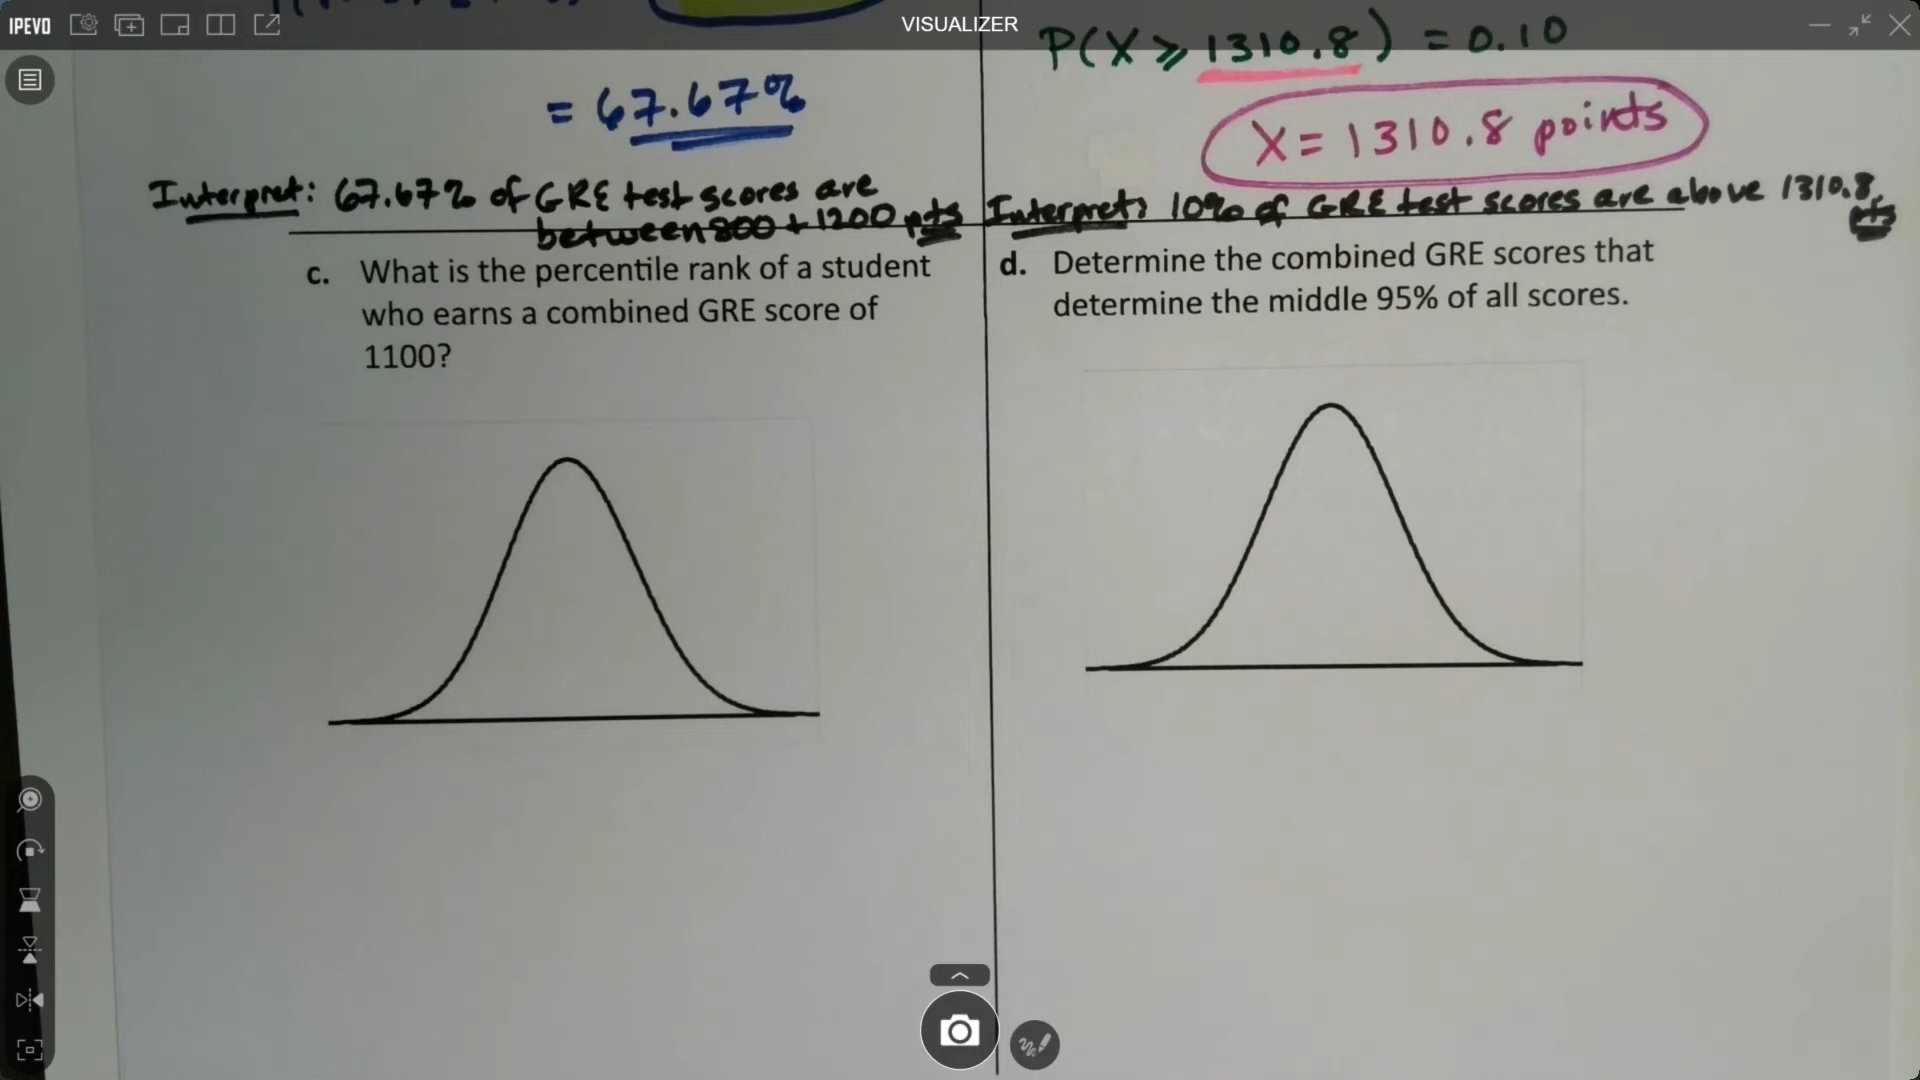 IPEVO
VISUALIZER
= 67.67%
Interpret: 67.67% of GRE test scores are
between 800 + 1200 pts
c. What is the percentile rank of a student
who earns a combined GRE score of
1100?
P(X ≥ 1310.8) = 0.10
X = 1310.8 points
Interpret: 10% of GRE test scores are above 1310.8
pts
d. Determine the combined GRE scores that
determine the middle 95% of all scores.